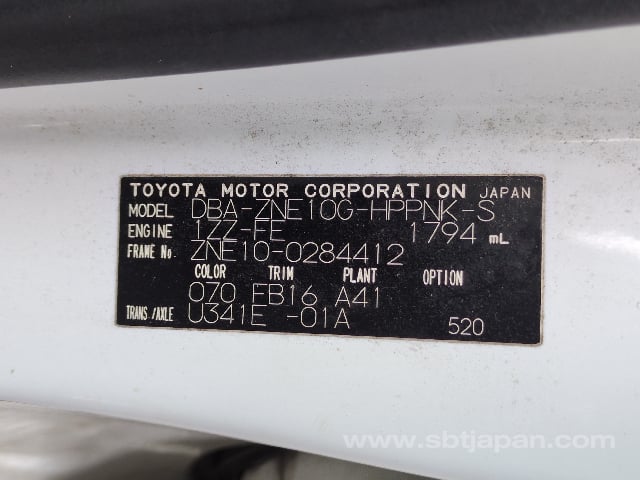 TOYOTA MOTOR CORPORATION JAPAN
MODEL DBA-ZNE10G-HPPNK-S
ENGINE 1ZZ-FE 1794 mL
FRAME No. ZNE10-0284412
COLOR TRIM PLANT OPTION
070 FB16 A41
TRANS./AXLE U341E -01A 520
www.sbtjapan.com